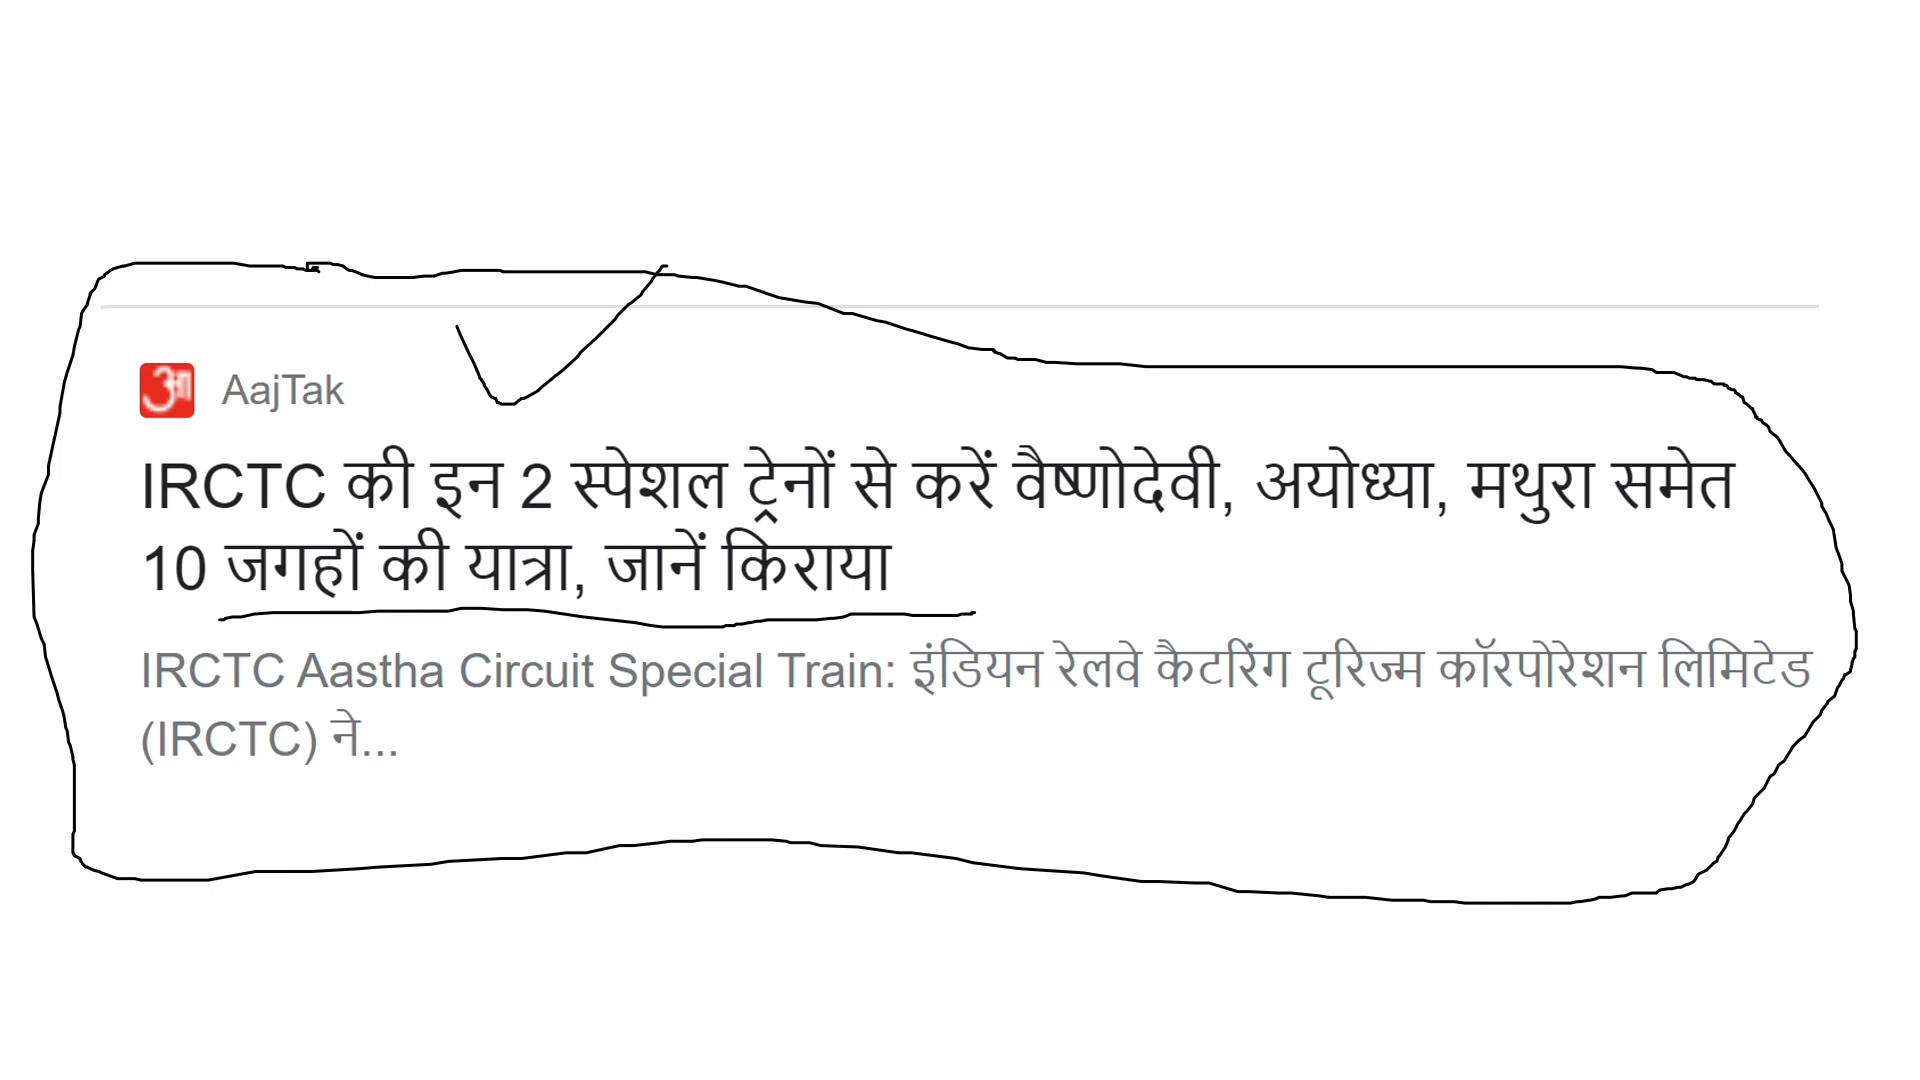 आ
AajTak
IRCTC की इन 2 स्पेशल ट्रेनों से करें वैष्णोदेवी, अयोध्या, मथुरा समेत
10 जगहों की यात्रा, जानें किराया
IRCTC Aastha Circuit Special Train: इंडियन रेलवे कैटरिंग टूरिज्म कॉरपोरेशन लिमिटेड
(IRCTC) ने...